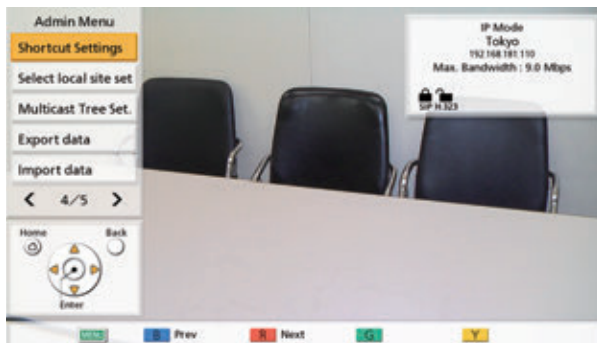 Admin Menu
Shortcut Settings
Select local site set
Multicast Tree Set.
Export data
Import data
4/5
Home
Back
Enter
IP Mode
Tokyo
192.168.181.110
Max. Bandwidth : 9.0 Mbps
SIP H.323
MENU
B Prev
R Next
G
Y